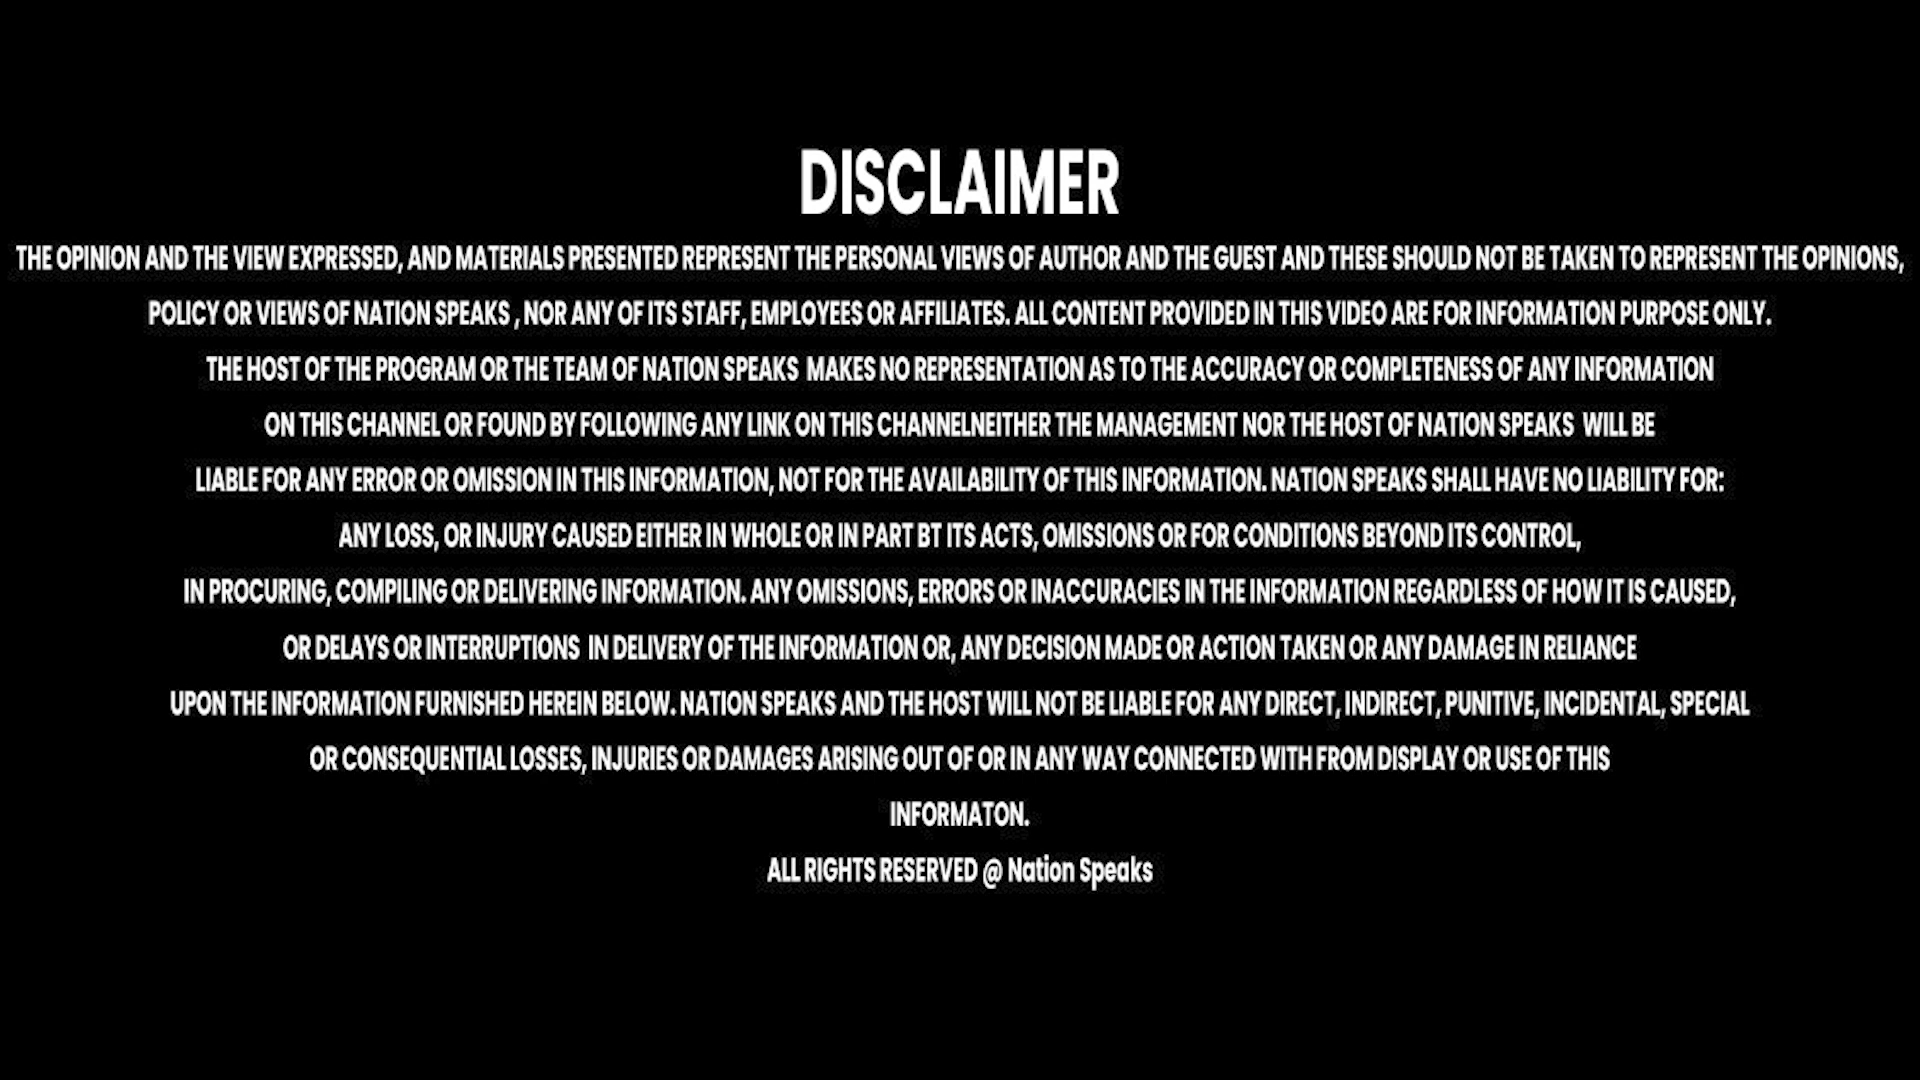 DISCLAIMER
THE OPINION AND THE VIEW EXPRESSED, AND MATERIALS PRESENTED REPRESENT THE PERSONAL VIEWS OF AUTHOR AND THE GUEST AND THESE SHOULD NOT BE TAKEN TO REPRESENT THE OPINIONS,
POLICY OR VIEWS OF NATION SPEAKS , NOR ANY OF ITS STAFF, EMPLOYEES OR AFFILIATES. ALL CONTENT PROVIDED IN THIS VIDEO ARE FOR INFORMATION PURPOSE ONLY.
THE HOST OF THE PROGRAM OR THE TEAM OF NATION SPEAKS MAKES NO REPRESENTATION AS TO THE ACCURACY OR COMPLETENESS OF ANY INFORMATION
ON THIS CHANNEL OR FOUND BY FOLLOWING ANY LINK ON THIS CHANNELNEITHER THE MANAGEMENT NOR THE HOST OF NATION SPEAKS WILL BE
LIABLE FOR ANY ERROR OR OMISSION IN THIS INFORMATION, NOT FOR THE AVAILABILITY OF THIS INFORMATION. NATION SPEAKS SHALL HAVE NO LIABILITY FOR:
ANY LOSS, OR INJURY CAUSED EITHER IN WHOLE OR IN PART BT ITS ACTS, OMISSIONS OR FOR CONDITIONS BEYOND ITS CONTROL,
IN PROCURING, COMPILING OR DELIVERING INFORMATION. ANY OMISSIONS, ERRORS OR INACCURACIES IN THE INFORMATION REGARDLESS OF HOW IT IS CAUSED,
OR DELAYS OR INTERRUPTIONS IN DELIVERY OF THE INFORMATION OR, ANY DECISION MADE OR ACTION TAKEN OR ANY DAMAGE IN RELIANCE
UPON THE INFORMATION FURNISHED HEREIN BELOW. NATION SPEAKS AND THE HOST WILL NOT BE LIABLE FOR ANY DIRECT, INDIRECT, PUNITIVE, INCIDENTAL, SPECIAL
OR CONSEQUENTIAL LOSSES, INJURIES OR DAMAGES ARISING OUT OF OR IN ANY WAY CONNECTED WITH FROM DISPLAY OR USE OF THIS
INFORMATON.
ALL RIGHTS RESERVED @ Nation Speaks